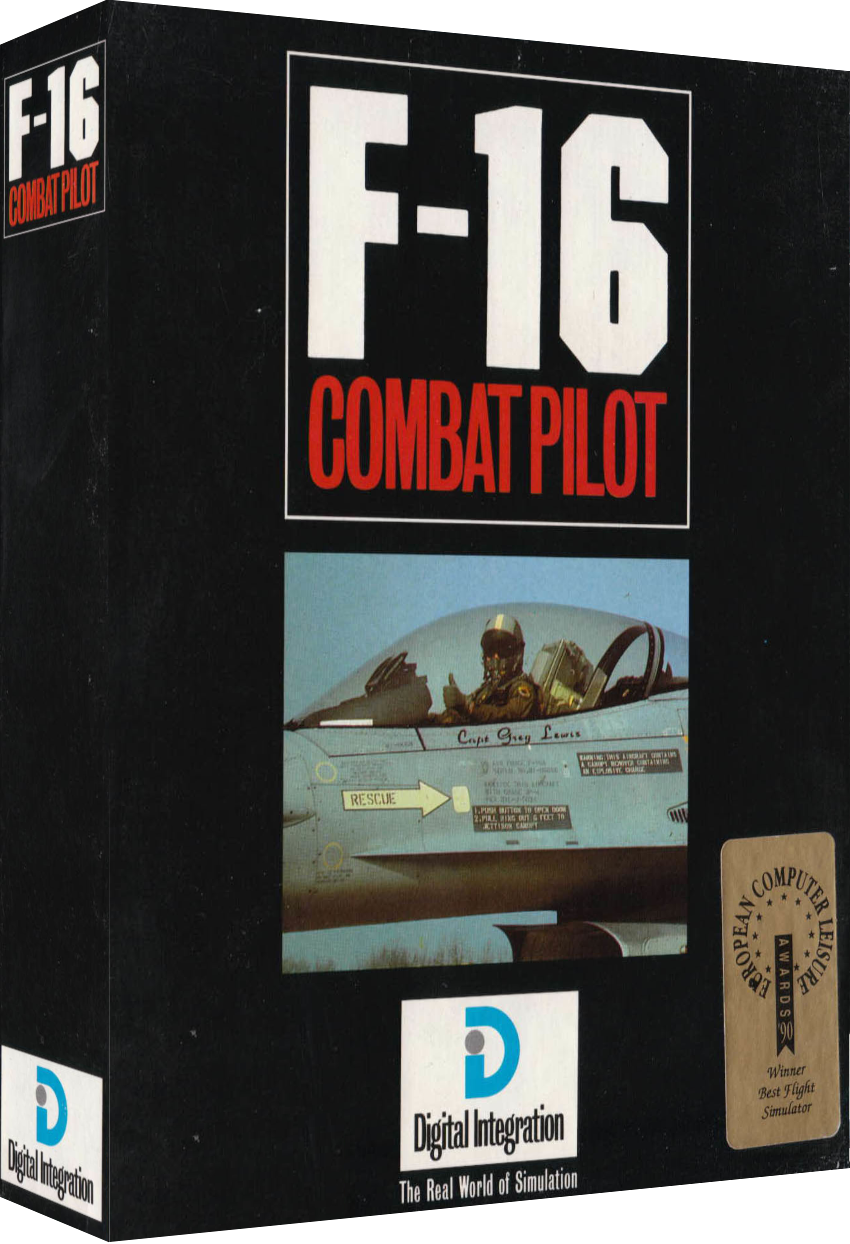 F-16
COMBAT PILOT
F-16
COMBAT PILOT
Capt Greg Lewis
WARNING THIS AIRCRAFT CONTAINS
A CANOPY REMOVER CONTAINING
AN EXPLOSIVE CHARGE
RESCUE
1.PUSH BUTTON TO OPEN DOOR
2.PULL RING OUT 6 FEET TO
JETTISON CANOPY
EUROPEAN COMPUTER LEISURE
AWARDS '90
Winner
Best Flight
Simulator
Digital Integration
The Real World of Simulation
Digital Integration